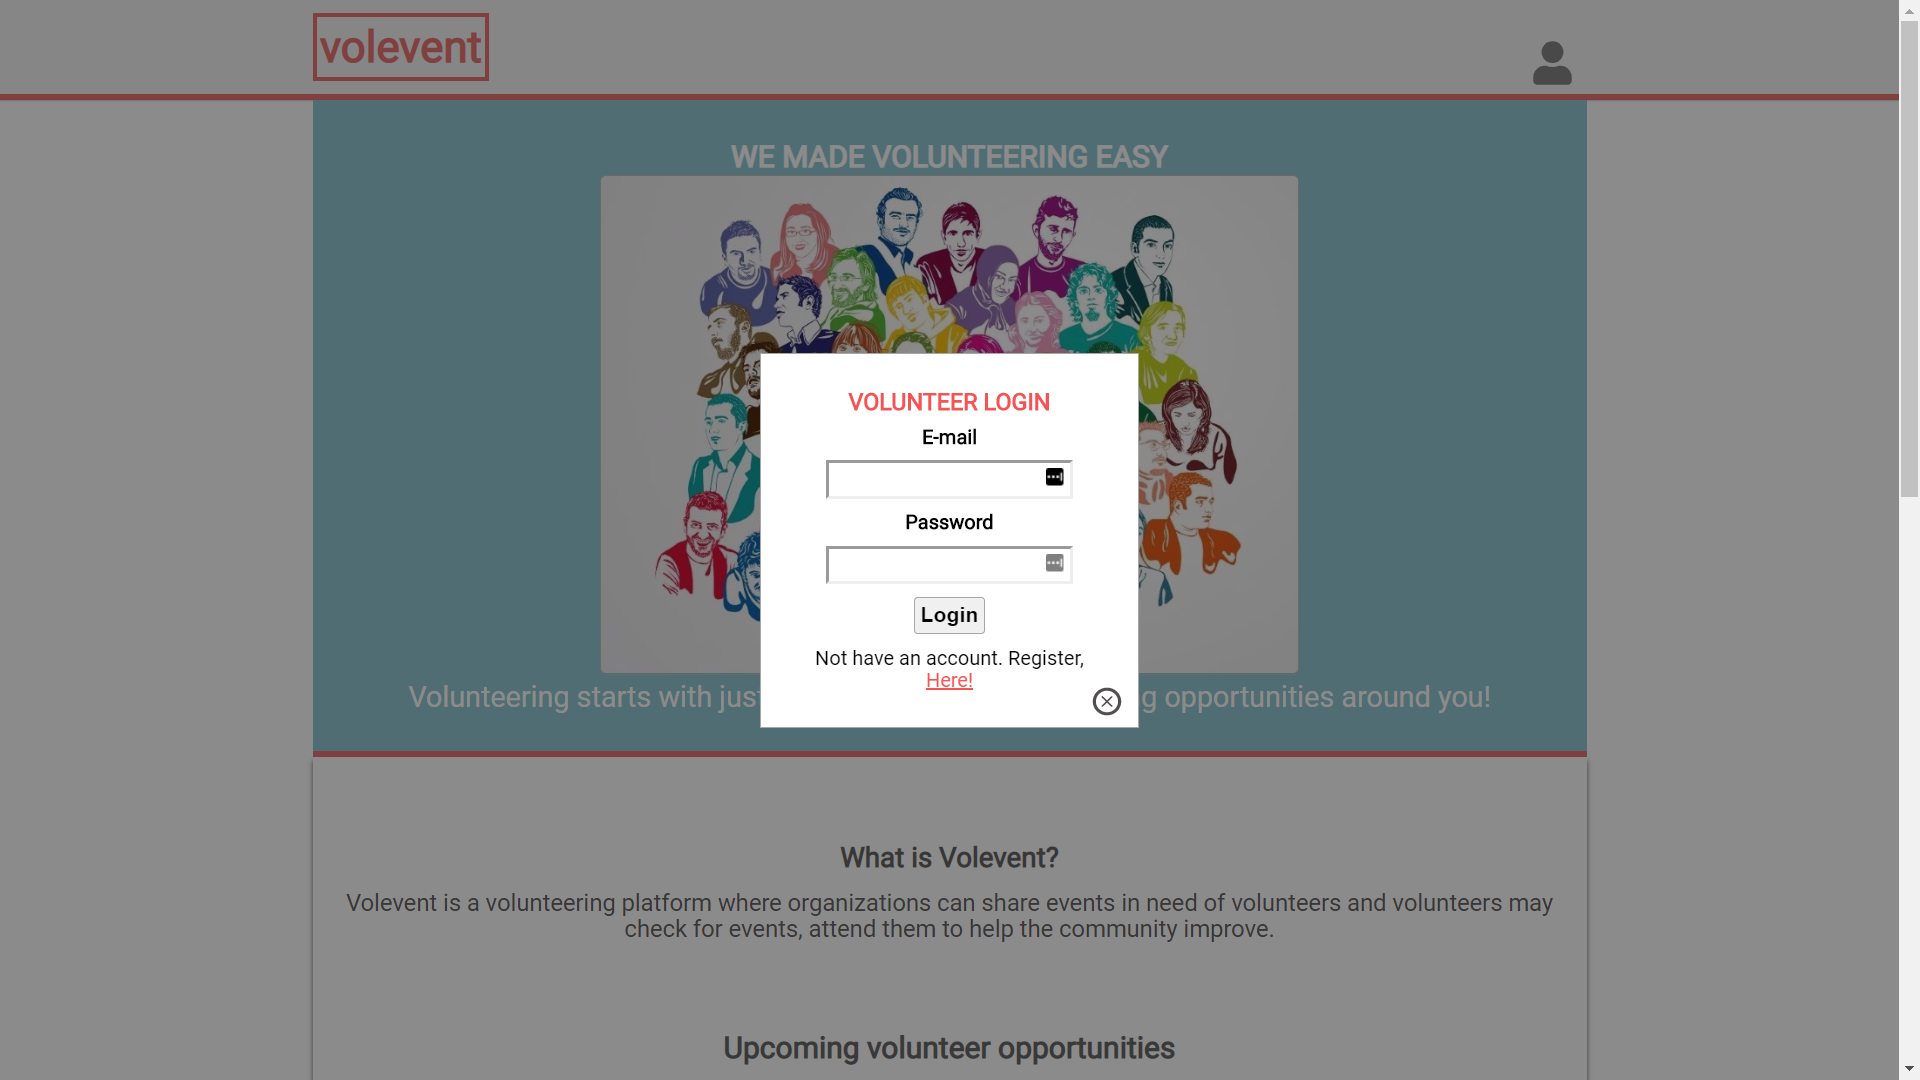 volevent
WE MADE VOLUNTEERING EASY
VOLUNTEER LOGIN
E-mail
Password
Login
Not have an account. Register,
Here!
Volunteering starts with jus
g opportunities around you!
What is Volevent?
Volevent is a volunteering platform where organizations can share events in need of volunteers and volunteers may
check for events, attend them to help the community improve.
Upcoming volunteer opportunities